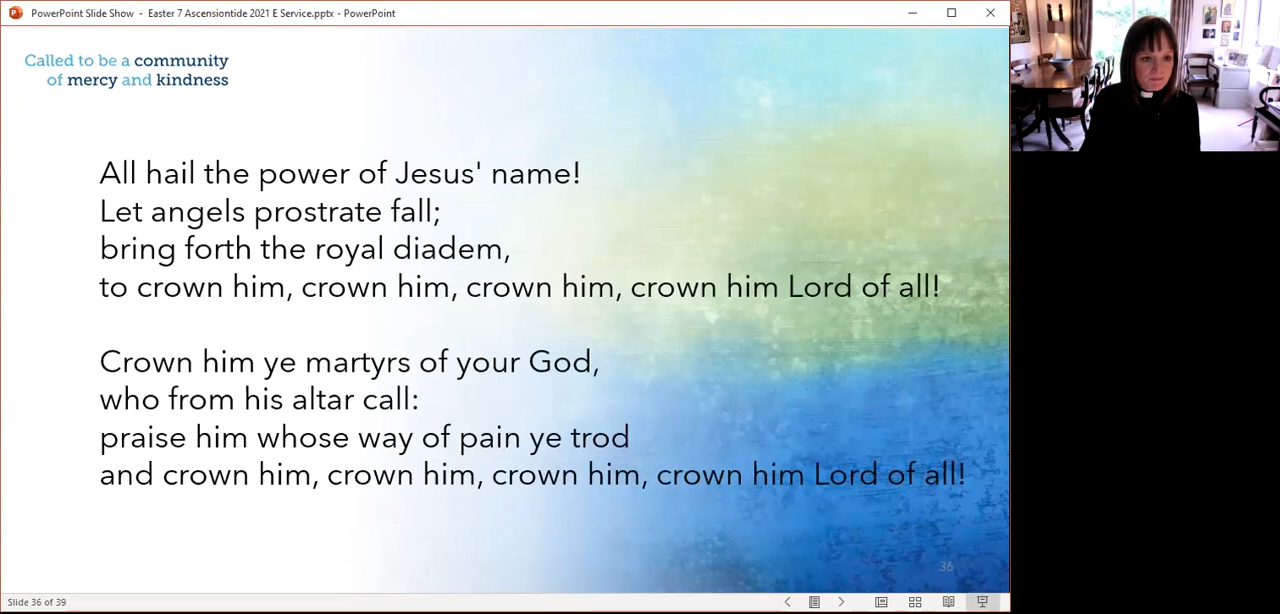 PowerPoint Slide Show - Easter 7 Ascensiontide 2021 E Service.pptx - PowerPoint
Called to be a community
of mercy and kindness
All hail the power of Jesus' name!
Let angels prostrate fall;
bring forth the royal diadem,
to crown him, crown him, crown him, crown him Lord of all!
Crown him ye martyrs of your God,
who from his altar call:
praise him whose way of pain ye trod
and crown him, crown him, crown him, crown him Lord of all!
36
Slide 36 of 39